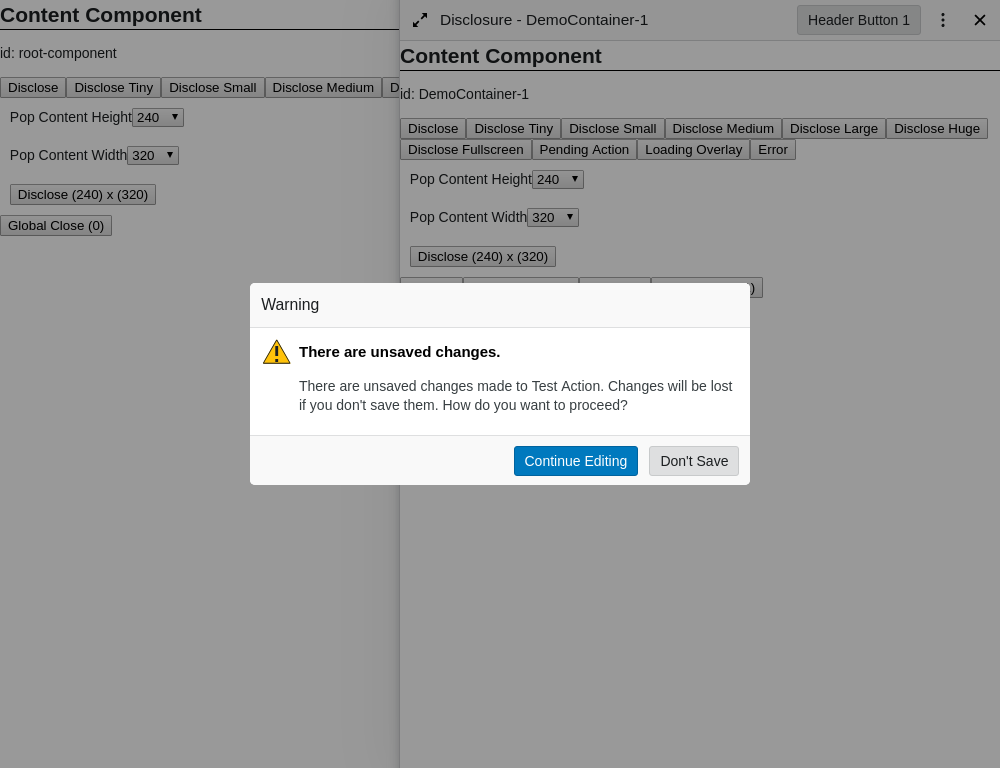 Content Component
id: root-component
Disclose Disclose Tiny Disclose Small Disclose Medium D
Pop Content Height 240
Pop Content Width 320
Disclose (240) x (320)
Global Close (0)
Disclosure - DemoContainer-1 Header Button 1
Content Component
id: DemoContainer-1
Disclose Disclose Tiny Disclose Small Disclose Medium Disclose Large Disclose Huge
Disclose Fullscreen Pending Action Loading Overlay Error
Pop Content Height 240
Pop Content Width 320
Disclose (240) x (320)
Warning
There are unsaved changes.
There are unsaved changes made to Test Action. Changes will be lost
if you don't save them. How do you want to proceed?
Continue Editing Don't Save